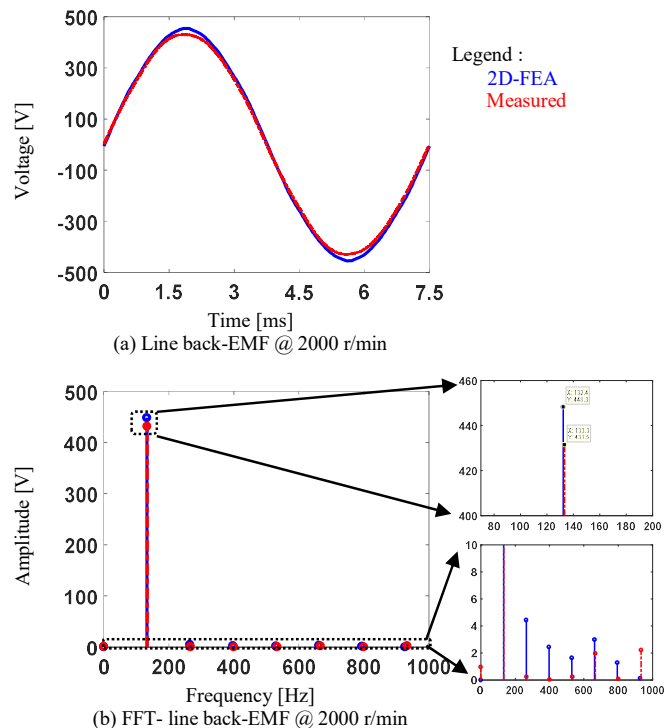 500
300
100
-100
-300
-500
Voltage [V]
0 1.5 3 4.5 6 7.5
Time [ms]
Legend :
2D-FEA
Measured
(a) Line back-EMF @ 2000 r/min
500
400
300
200
100
0
Amplitude [V]
0 200 400 600 800 1000
Frequency [Hz]
460
440
420
400
80 100 120 140 160 180 200
X: 132.4
10
8
6
4
2
0
0 200 400 600 800 1000
(b) FFT- line back-EMF @ 2000 r/min